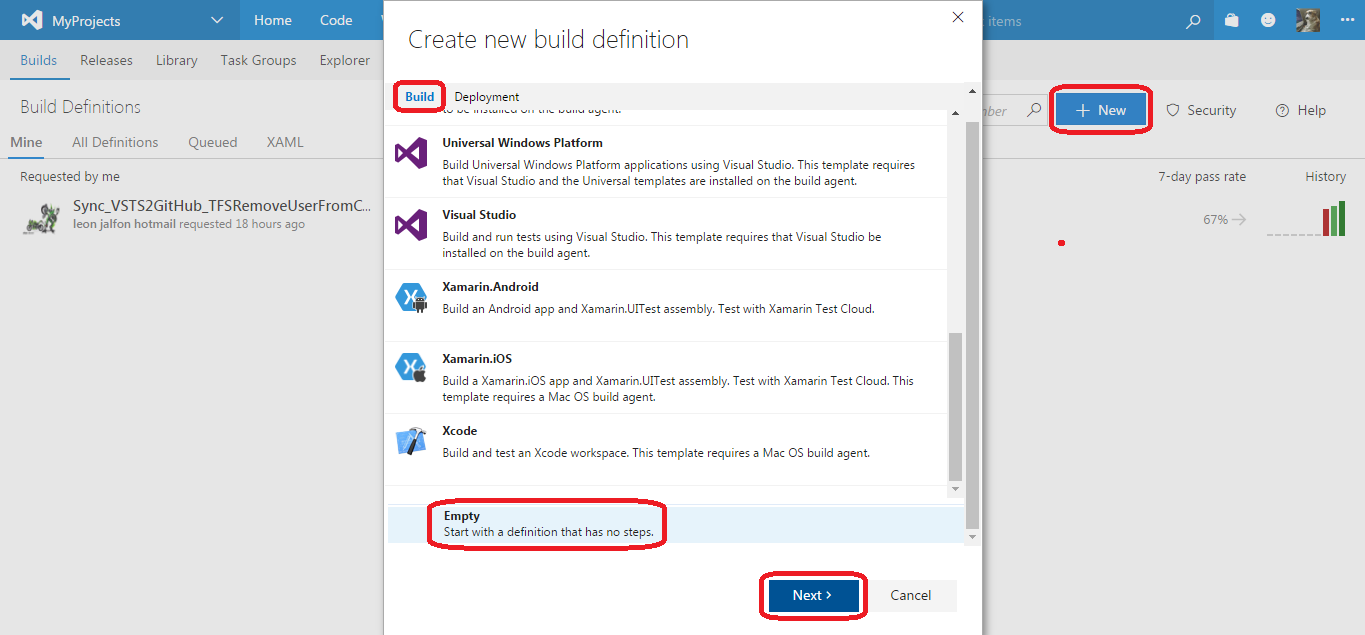 MyProjects
Home
Code
items
Builds
Releases
Library
Task Groups
Explorer
Build Definitions
New
Security
Help
Mine
All Definitions
Queued
XAML
Requested by me
7-day pass rate
History
Sync_VSTS2GitHub_TFSRemoveUserFromC...
leon jalfon hotmail requested 18 hours ago
67%
Create new build definition
Build
Deployment
to be installed on the build agent.
Universal Windows Platform
Build Universal Windows Platform applications using Visual Studio. This template requires
that Visual Studio and the Universal templates are installed on the build agent.
Visual Studio
Build and run tests using Visual Studio. This template requires that Visual Studio be
installed on the build agent.
Xamarin.Android
Build an Android app and Xamarin.UITest assembly. Test with Xamarin Test Cloud.
Xamarin.iOS
Build a Xamarin.iOS app and Xamarin.UITest assembly. Test with Xamarin Test Cloud. This
template requires a Mac OS build agent.
Xcode
Build and test an Xcode workspace. This template requires a Mac OS build agent.
Empty
Start with a definition that has no steps.
Next
Cancel